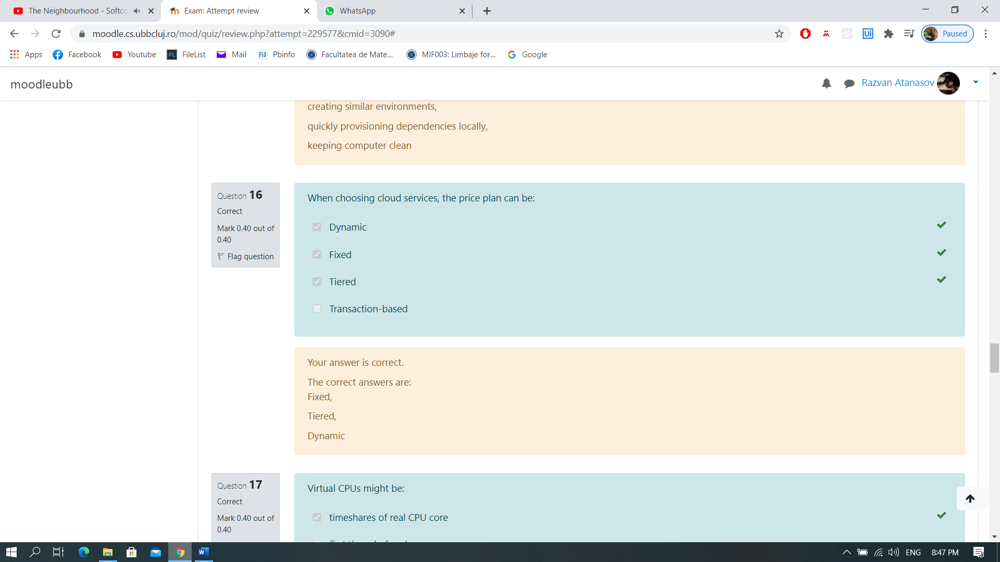 The Neighbourhood - Softco
Exam: Attempt review
WhatsApp
moodle.cs.ubbcluj.ro/mod/quiz/review.php?attempt=229577&cmid=3090#
Paused
Apps
Facebook
Youtube
FileList
Mail
Pbinfo
Facultatea de Mate...
MIF003: Limbaje for...
Google
moodleubb
Razvan Atanasov
creating similar environments,
quickly provisioning dependencies locally,
keeping computer clean
Question 16
Correct
Mark 0.40 out of
0.40
Flag question
When choosing cloud services, the price plan can be:
Dynamic
Fixed
Tiered
Transaction-based
Your answer is correct.
The correct answers are:
Fixed,
Tiered,
Dynamic
Question 17
Correct
Mark 0.40 out of
0.40
Virtual CPUs might be:
timeshares of real CPU core
ENG
8:47 PM